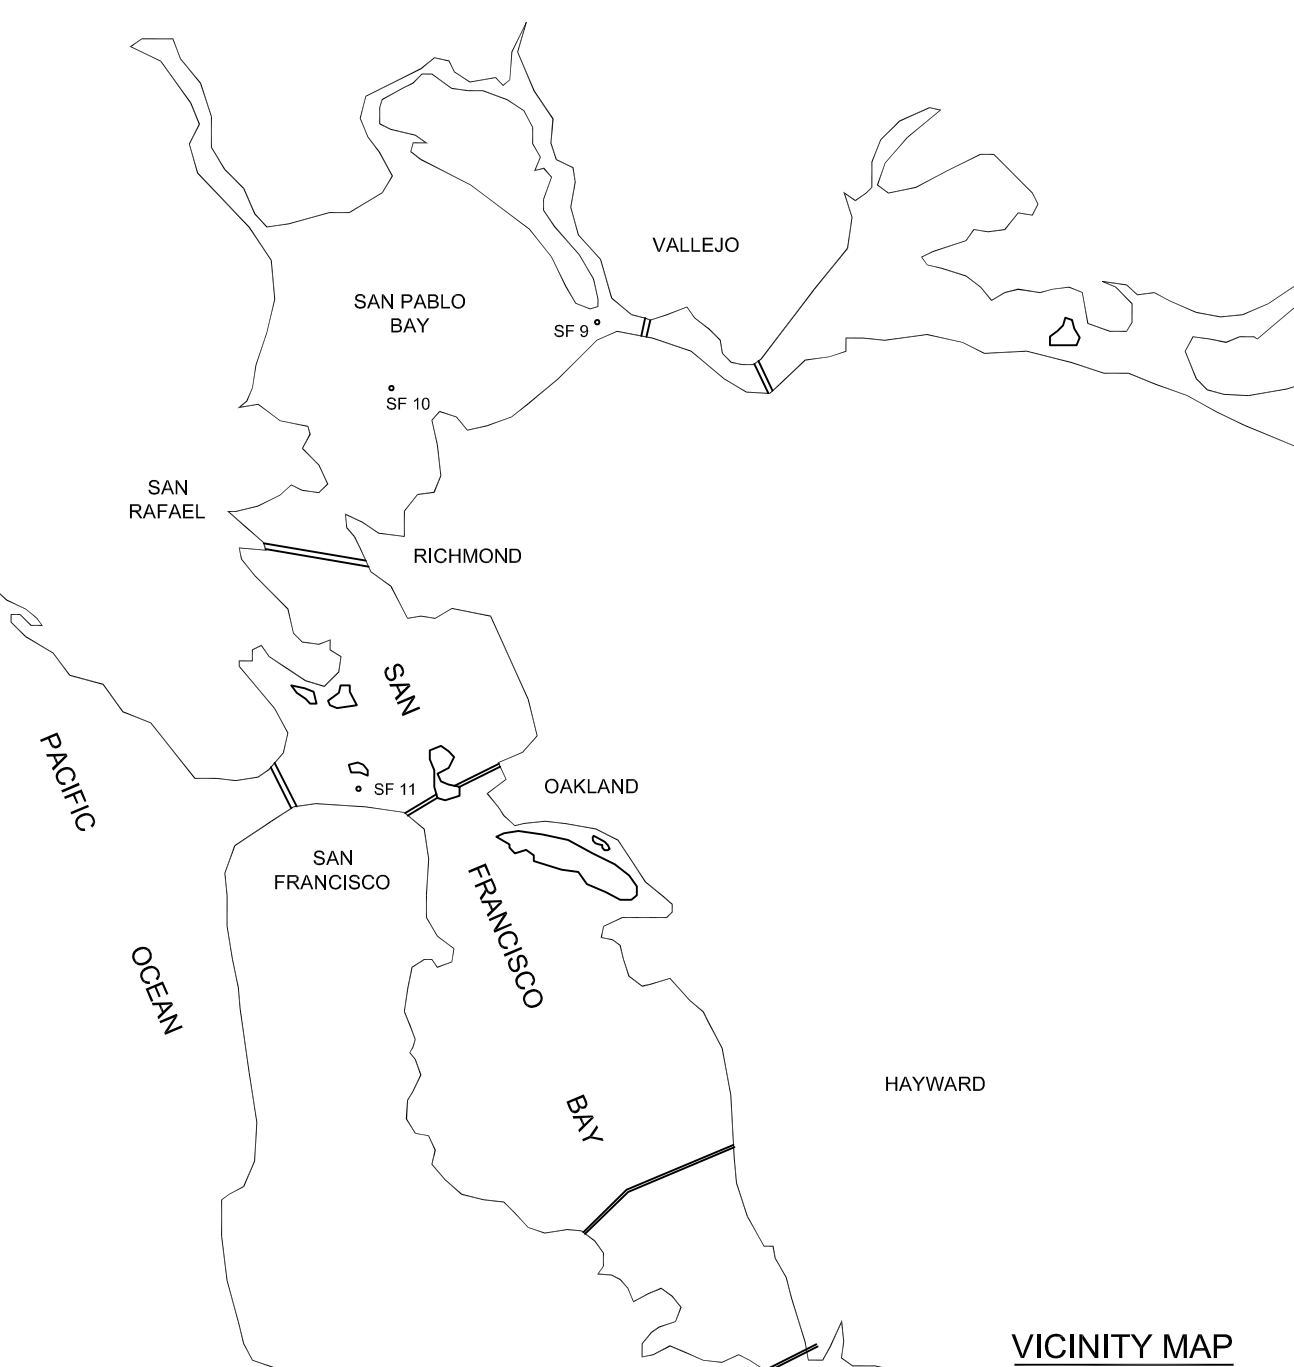 VALLEJO
SAN PABLO
BAY
SF 9
SF 10
SAN
RAFAEL
RICHMOND
SAN
PACIFIC
OAKLAND
SF 11
SAN
FRANCISCO
FRANCISCO
OCEAN
HAYWARD
BAY
VICINITY MAP